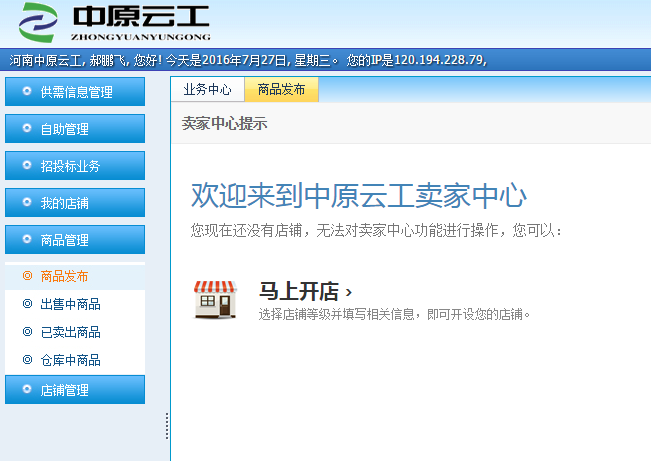 中原云工
ZHONGYUANYUNGONG
河南中原云工, 郝鹏飞, 您好! 今天是2016年7月27日, 星期三。 您的IP是120.194.228.79,
供需信息管理
自助管理
招投标业务
我的店铺
商品管理
商品发布
出售中商品
已卖出商品
仓库中商品
店铺管理
业务中心
商品发布
卖家中心提示
欢迎来到中原云工卖家中心
您现在还没有店铺，无法对卖家中心功能进行操作，您可以：
马上开店 ›
选择店铺等级并填写相关信息，即可开设您的店铺。